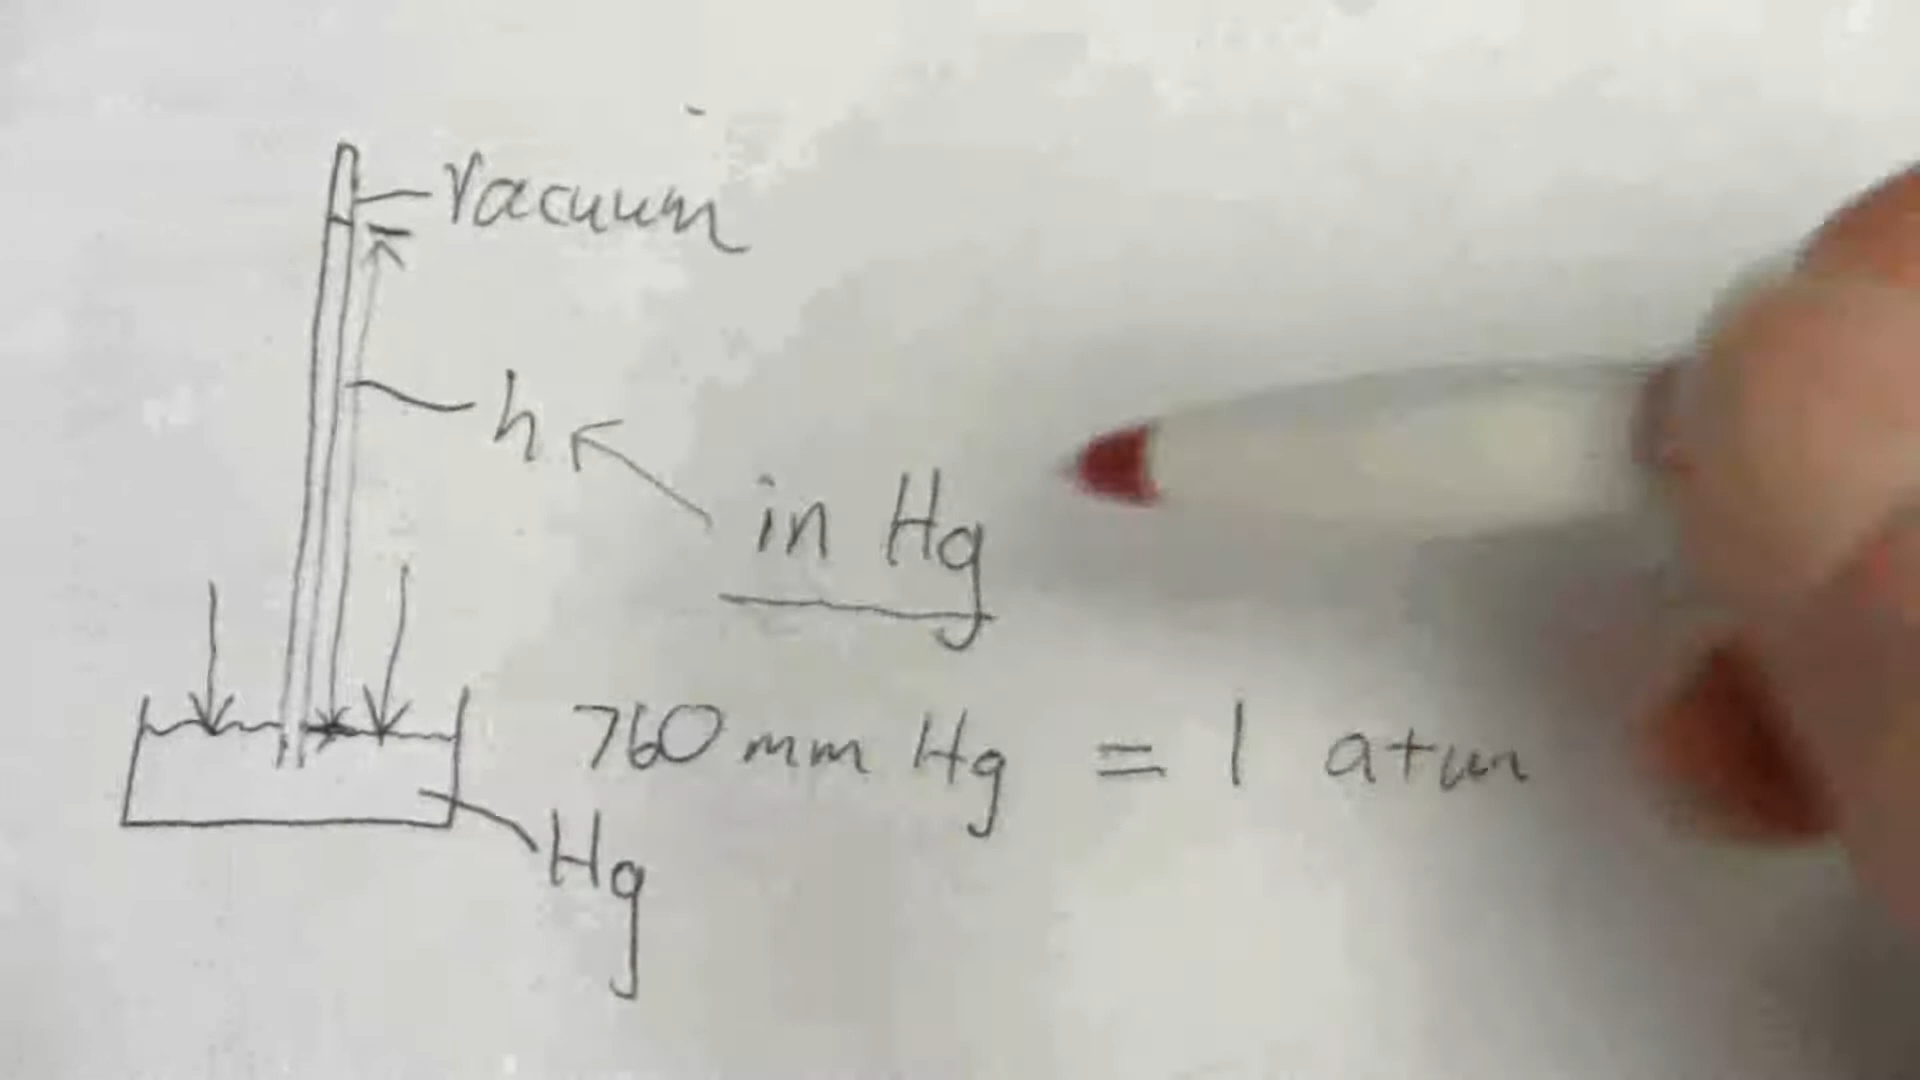 Vacuum
h
in Hg
760 mm Hg = 1 atm
Hg